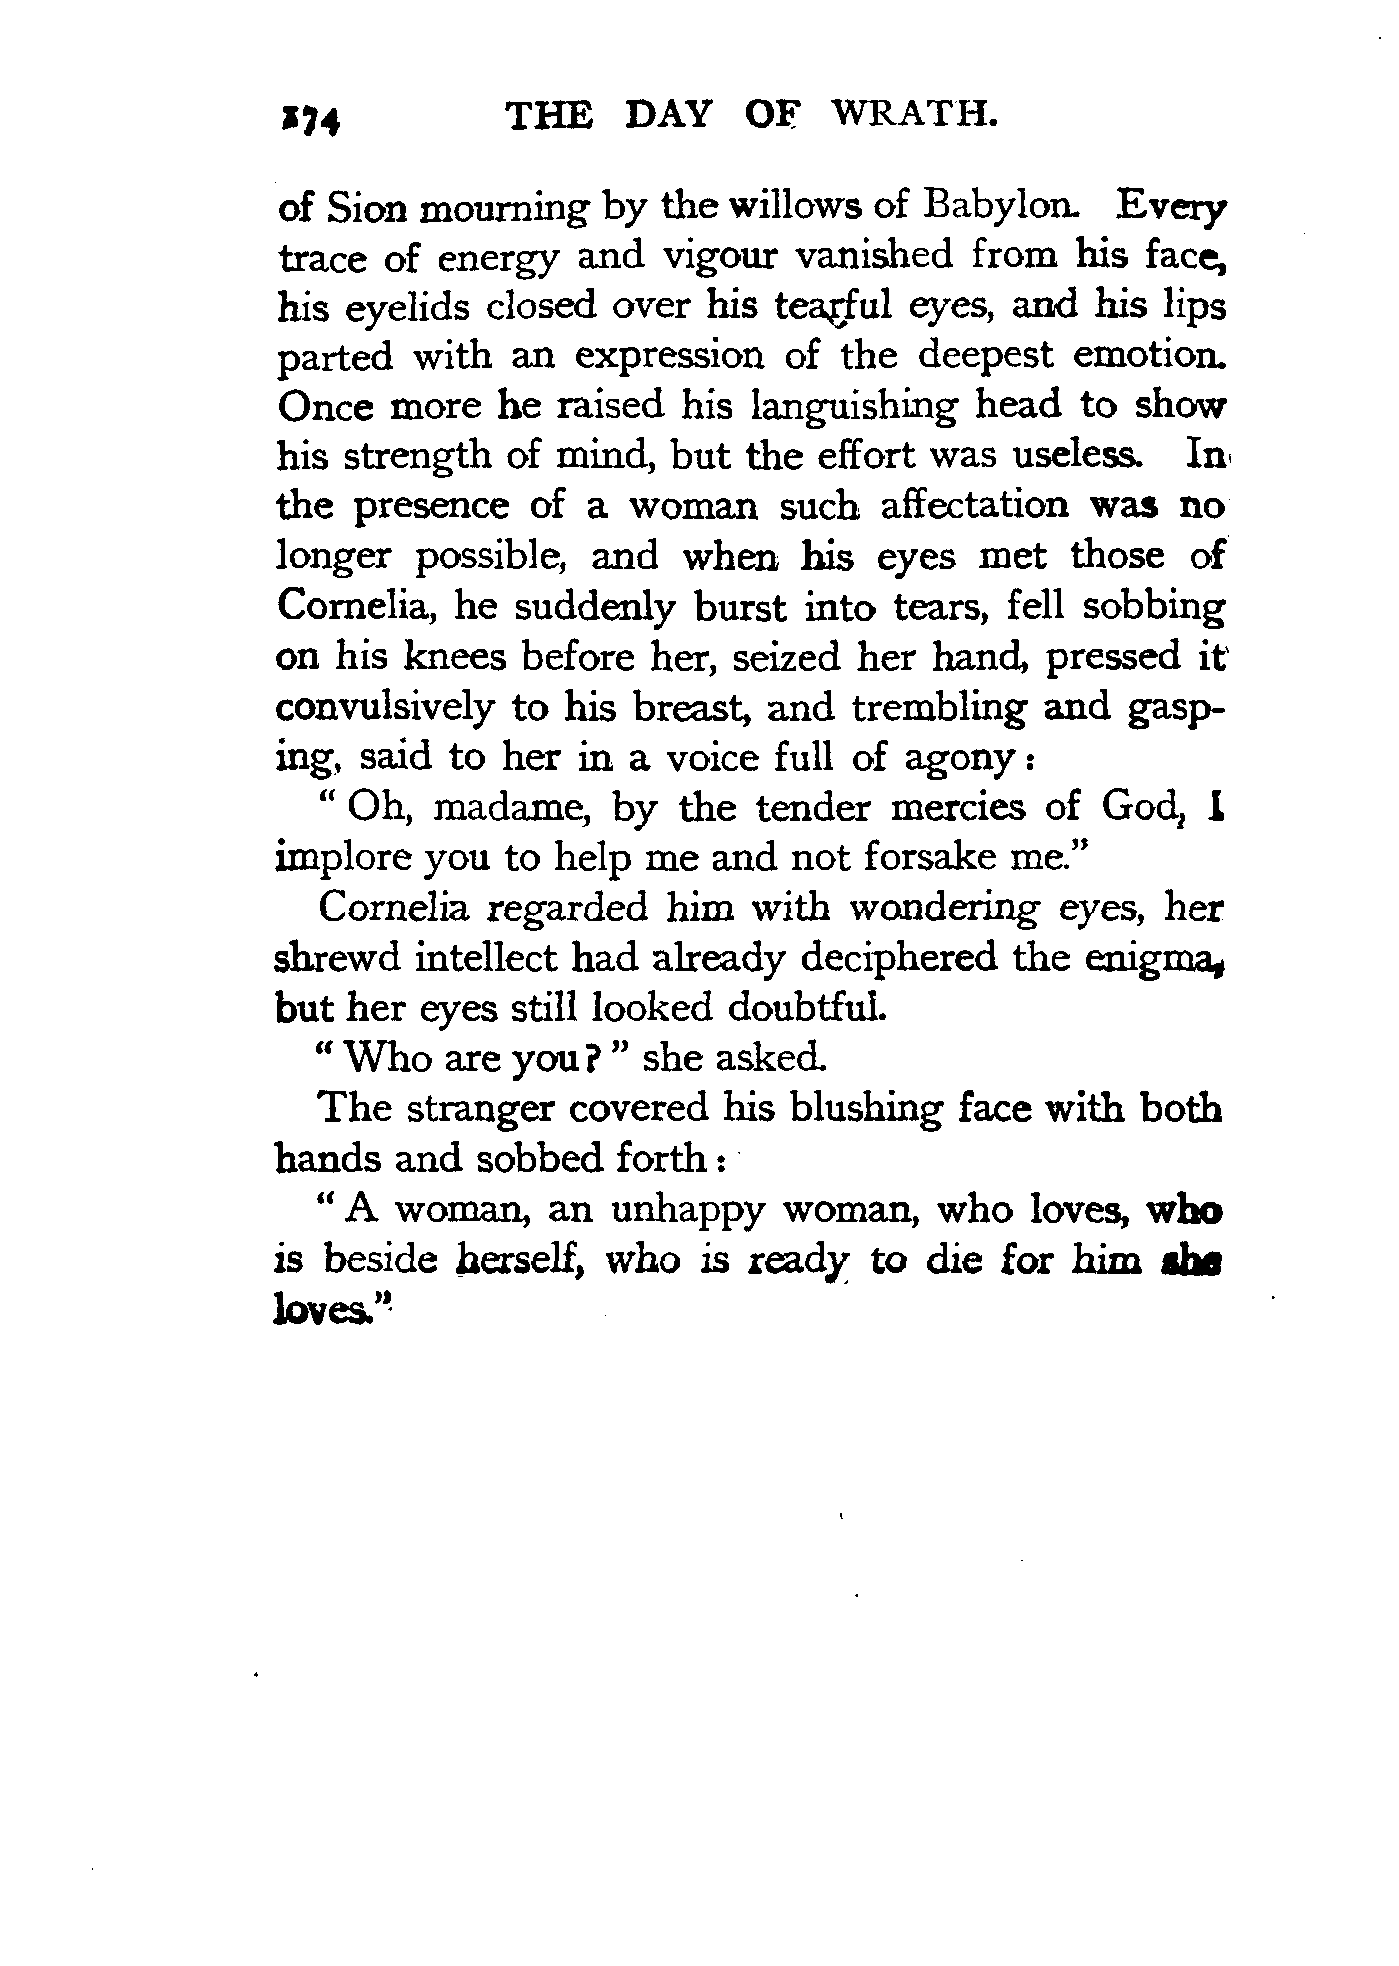 174 THE DAY OF WRATH.
of Sion mourning by the willows of Babylon. Every
trace of energy and vigour vanished from his face,
his eyelids closed over his tearful eyes, and his lips
parted with an expression of the deepest emotion.
Once more he raised his languishing head to show
his strength of mind, but the effort was useless. In
the presence of a woman such affectation was no
longer possible, and when his eyes met those of
Cornelia, he suddenly burst into tears, fell sobbing
on his knees before her, seized her hand, pressed it
convulsively to his breast, and trembling and gasp-
ing, said to her in a voice full of agony:
"Oh, madame, by the tender mercies of God, I
implore you to help me and not forsake me."
Cornelia regarded him with wondering eyes, her
shrewd intellect had already deciphered the enigma,
but her eyes still looked doubtful.
"Who are you?" she asked.
The stranger covered his blushing face with both
hands and sobbed forth:
"A woman, an unhappy woman, who loves, who
is beside herself, who is ready to die for him she
loves."